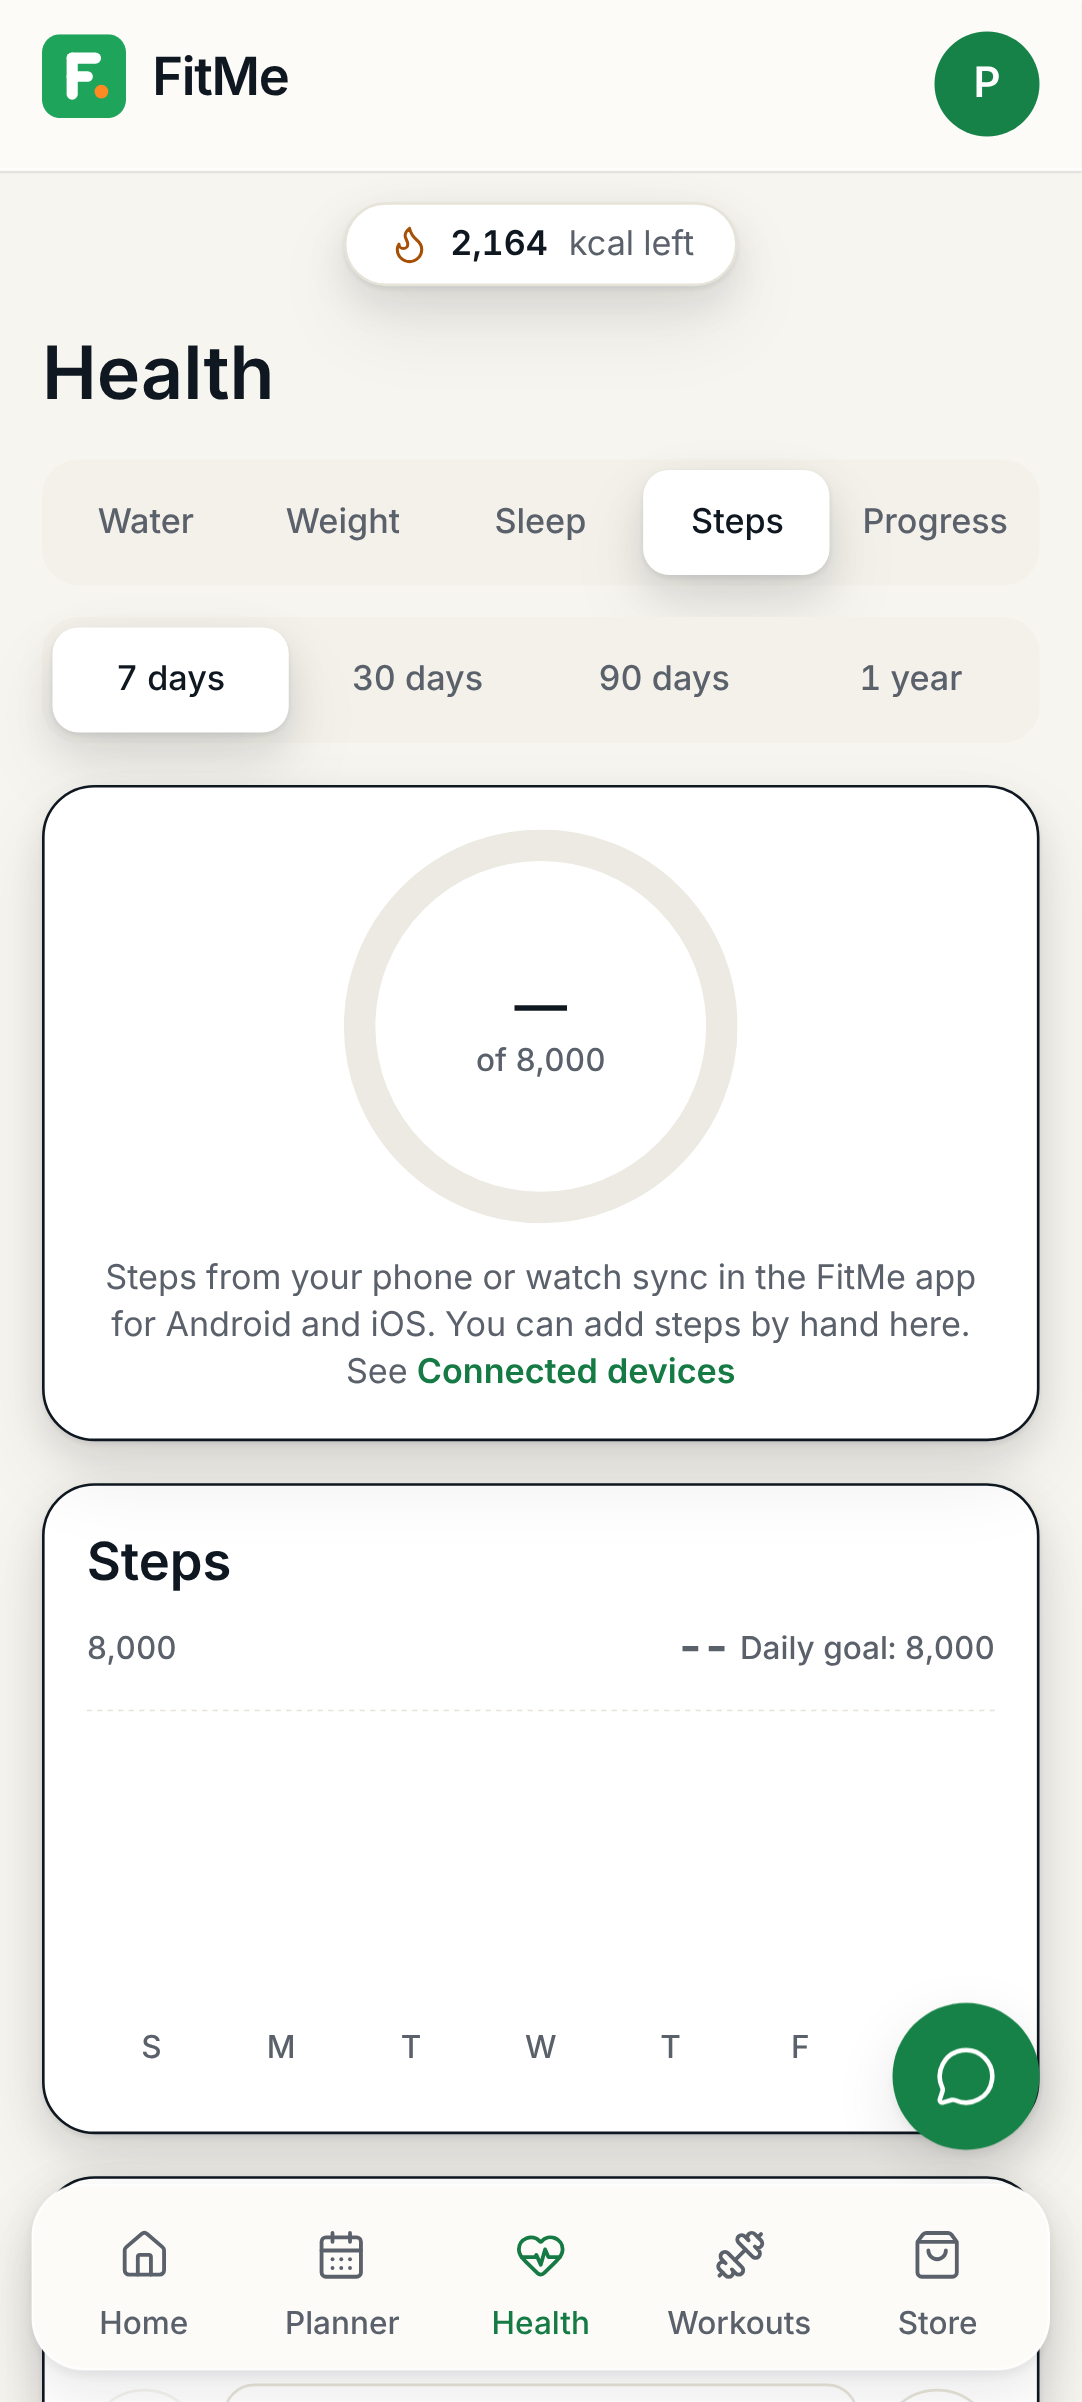 F.
FitMe
P
2,164 kcal left
Health
Water Weight Sleep Steps Progress
7 days 30 days 90 days 1 year
—
of 8,000
Steps from your phone or watch sync in the FitMe app
for Android and iOS. You can add steps by hand here.
See Connected devices
Steps
8,000 -- Daily goal: 8,000
S M T W T F
Home Planner Health Workouts Store